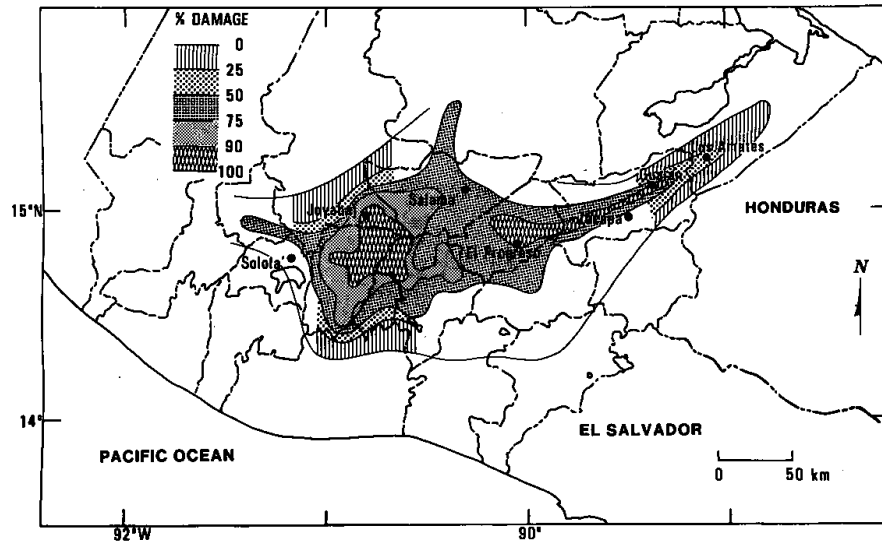 % DAMAGE
0
25
50
75
90
100
Los Amates
Salama
Joyabaj
15°N
HONDURAS
El Progreso
Solola'
N
14°
EL SALVADOR
PACIFIC OCEAN
0 50 km
92°W
90°